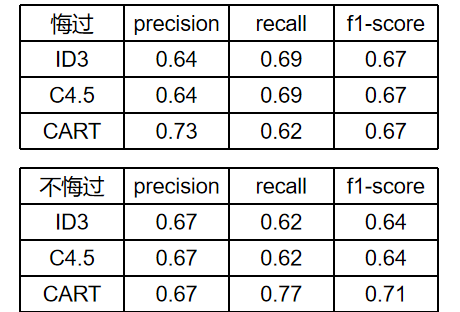 悔过 precision recall f1-score
ID3 0.64 0.69 0.67
C4.5 0.64 0.69 0.67
CART 0.73 0.62 0.67
不悔过 precision recall f1-score
ID3 0.67 0.62 0.64
C4.5 0.67 0.62 0.64
CART 0.67 0.77 0.71